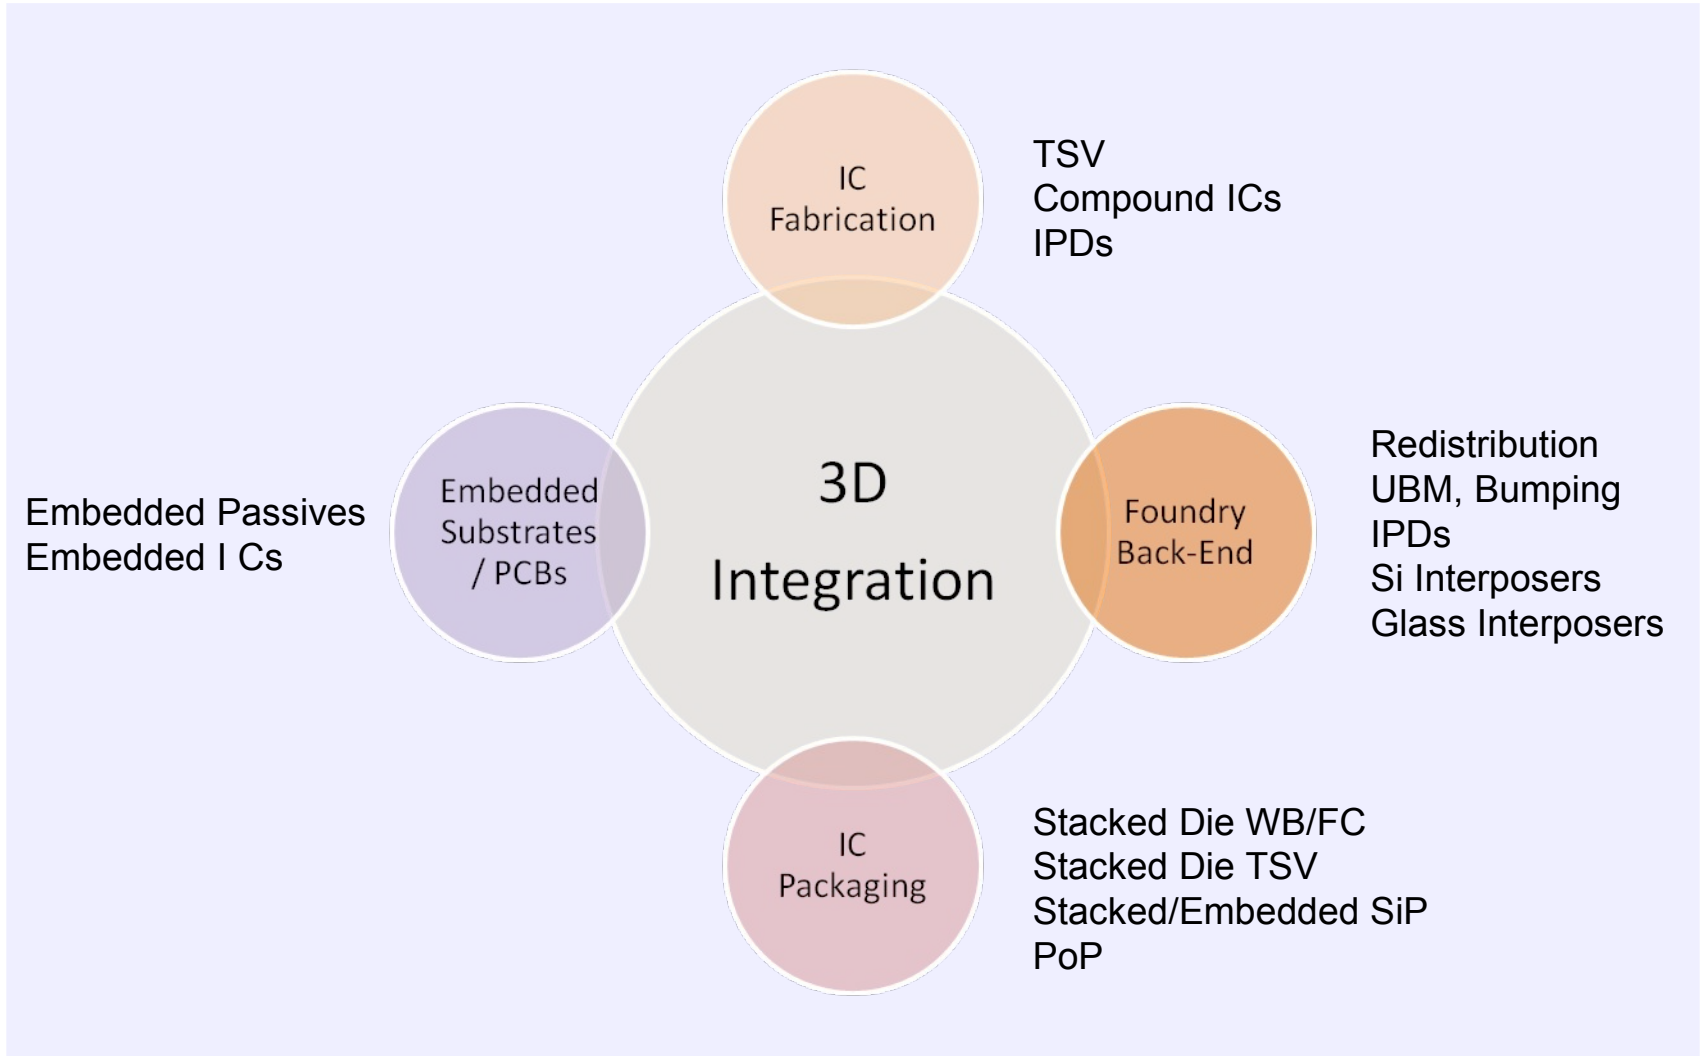 IC
Fabrication
TSV
Compound ICs
IPDs
Embedded Passives
Embedded I Cs
Embedded
Substrates
/ PCBs
3D
Integration
Foundry
Back-End
Redistribution
UBM, Bumping
IPDs
Si Interposers
Glass Interposers
IC
Packaging
Stacked Die WB/FC
Stacked Die TSV
Stacked/Embedded SiP
PoP